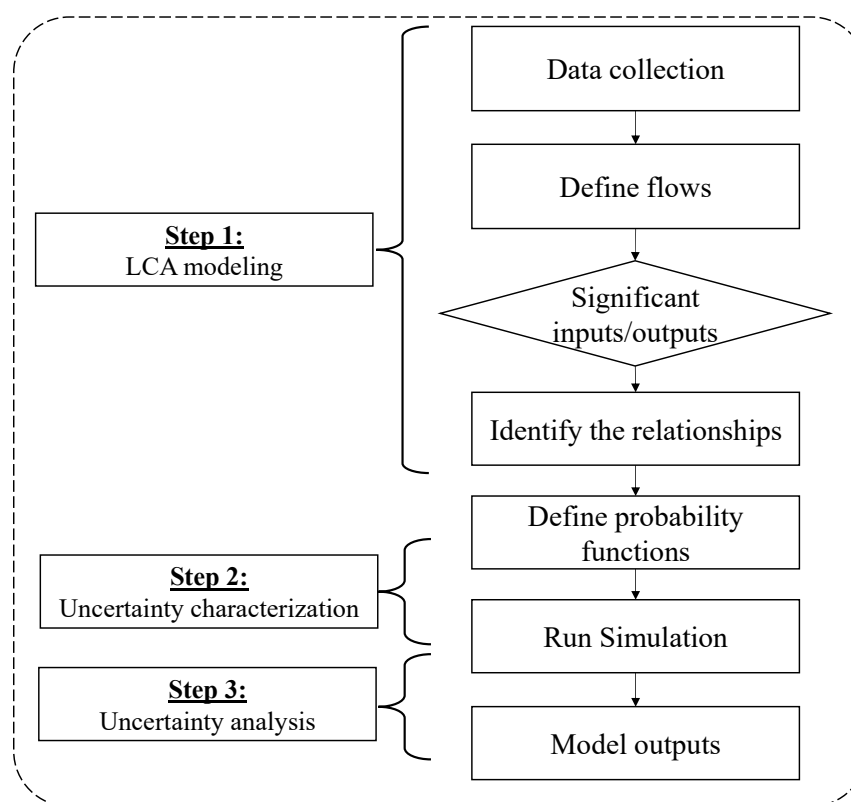 Data collection
Define flows
Step 1:
LCA modeling
Significant
inputs/outputs
Identify the relationships
Define probability
functions
Step 2:
Uncertainty characterization
Run Simulation
Step 3:
Uncertainty analysis
Model outputs